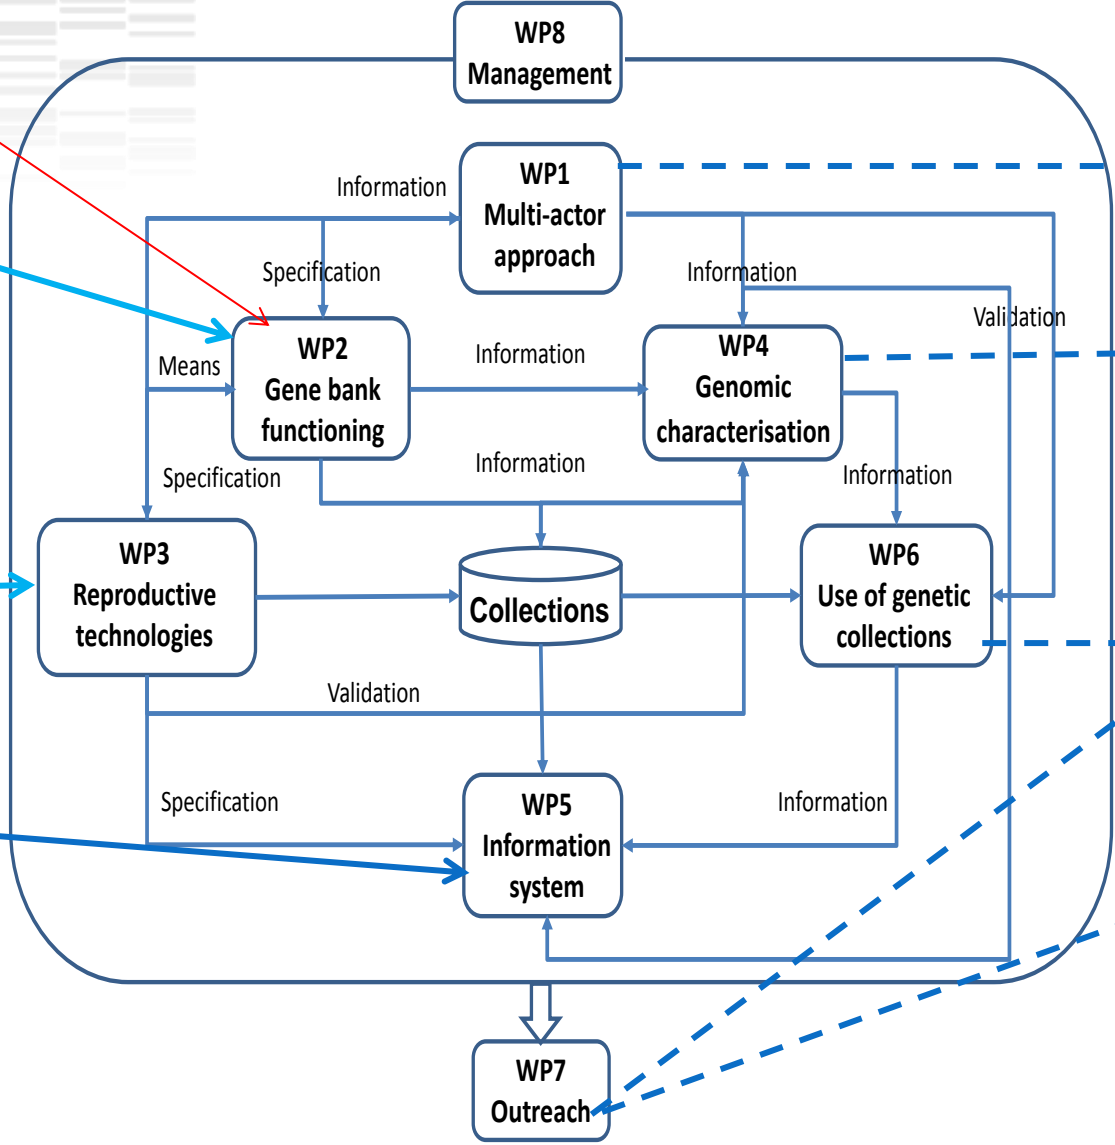 WP8
Management
WP1
Multi-actor
approach
Information
Specification
Information
Validation
WP2
Gene bank
functioning
Means
Information
WP4
Genomic
characterisation
Specification
Information
Information
WP3
Reproductive
technologies
Collections
WP6
Use of genetic
collections
Validation
Specification
WP5
Information
system
Information
WP7
Outreach